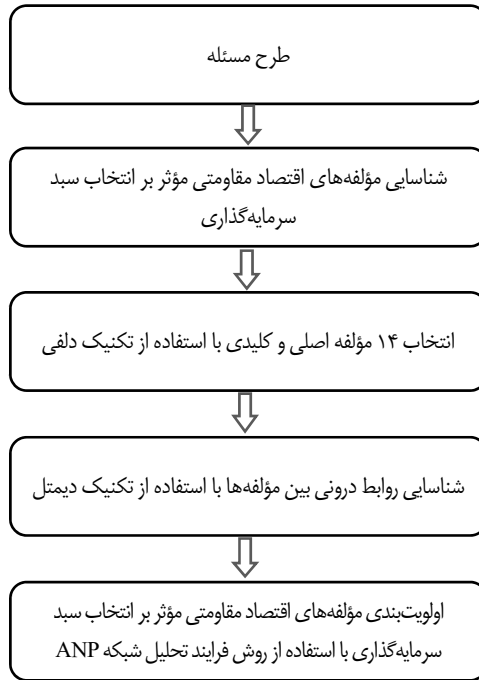 طرح مسئله
شناسایی مؤلفه‌های اقتصاد مقاومتی مؤثر بر انتخاب سبد
سرمایه‌گذاری
انتخاب ۱۴ مؤلفه اصلی و کلیدی با استفاده از تکنیک دلفی
شناسایی روابط درونی بین مؤلفه‌ها با استفاده از تکنیک دیمتل
اولویت‌بندی مؤلفه‌های اقتصاد مقاومتی مؤثر بر انتخاب سبد
سرمایه‌گذاری با استفاده از روش فرایند تحلیل شبکه ANP